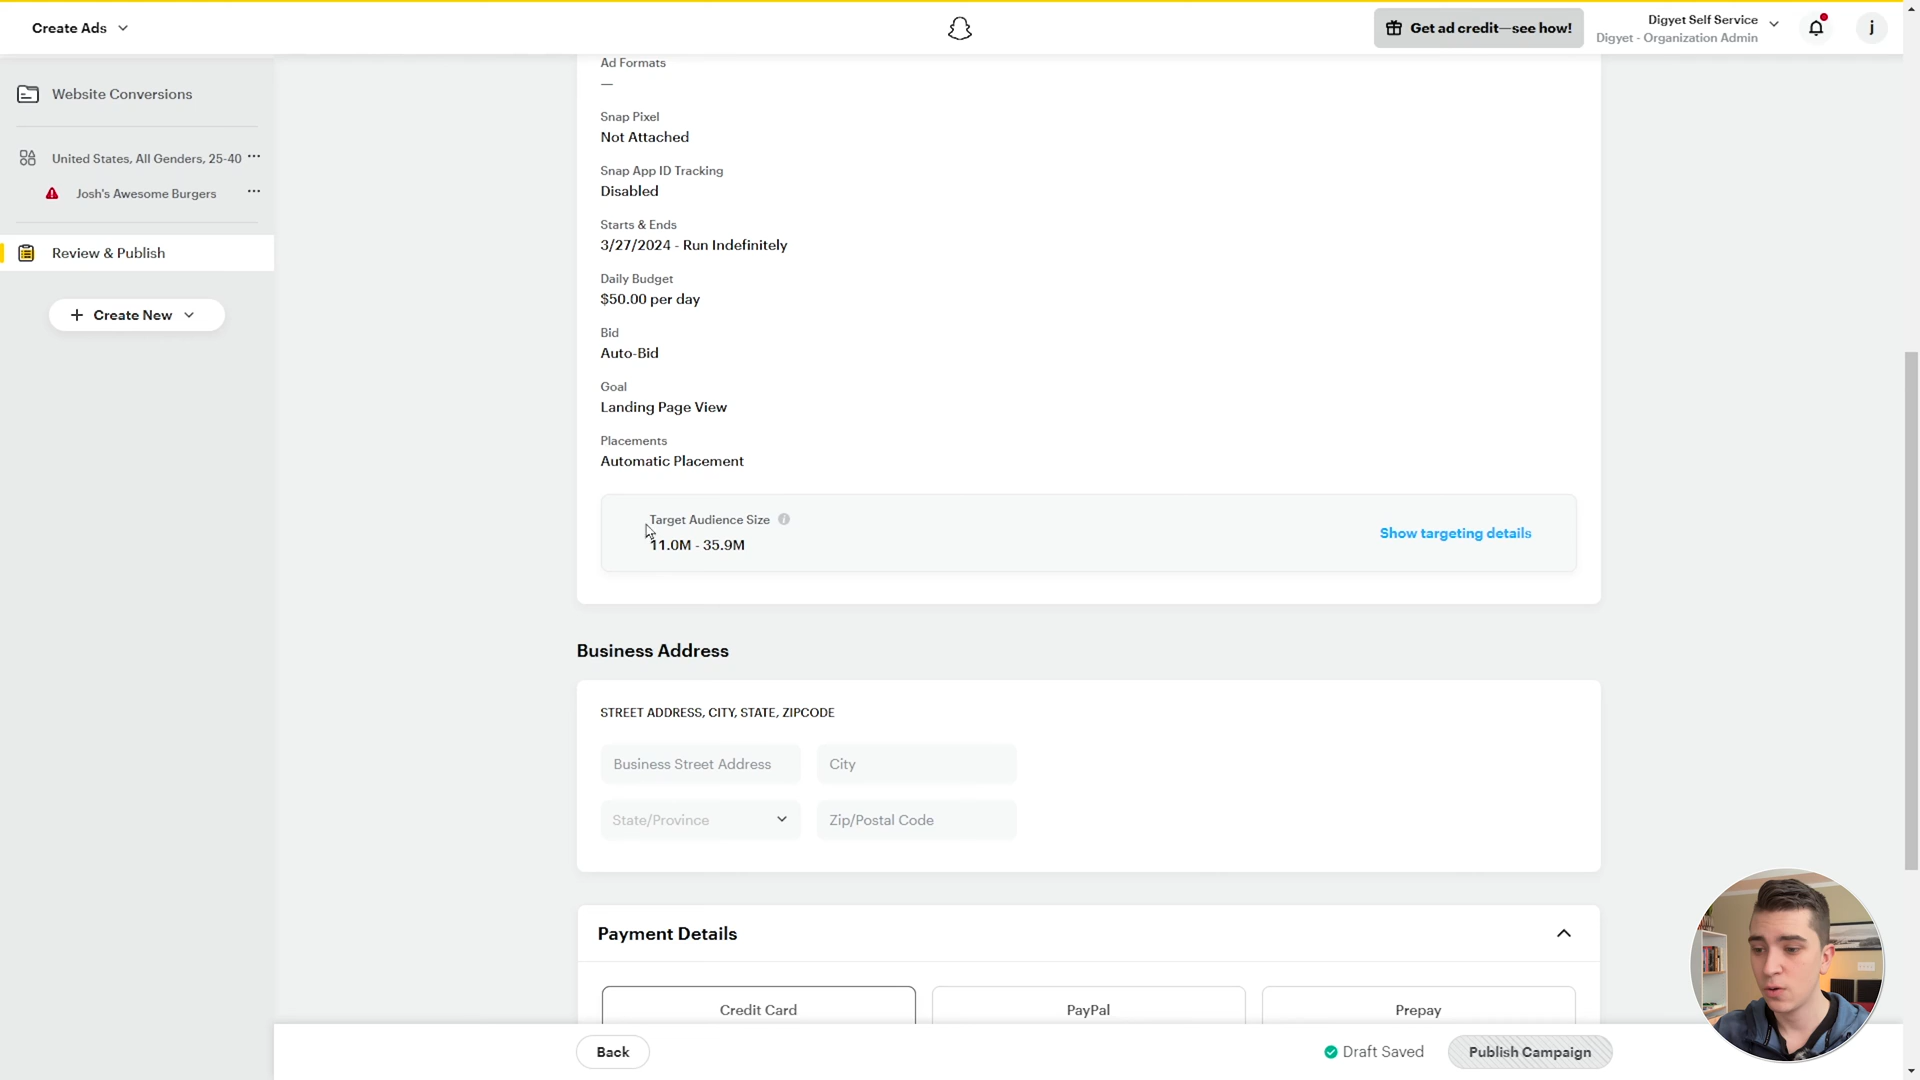 Create Ads
Get ad credit—see how!
Digyet Self Service
Digyet - Organization Admin
j
Website Conversions
United States, All Genders, 25-40 ···
Josh's Awesome Burgers ···
Review & Publish
+ Create New
Ad Formats
—
Snap Pixel
Not Attached
Snap App ID Tracking
Disabled
Starts & Ends
3/27/2024 - Run Indefinitely
Daily Budget
$50.00 per day
Bid
Auto-Bid
Goal
Landing Page View
Placements
Automatic Placement
Target Audience Size
11.0M - 35.9M
Show targeting details
Business Address
STREET ADDRESS, CITY, STATE, ZIPCODE
Business Street Address
City
State/Province
Zip/Postal Code
Payment Details
Credit Card
PayPal
Prepay
Back
Draft Saved
Publish Campaign